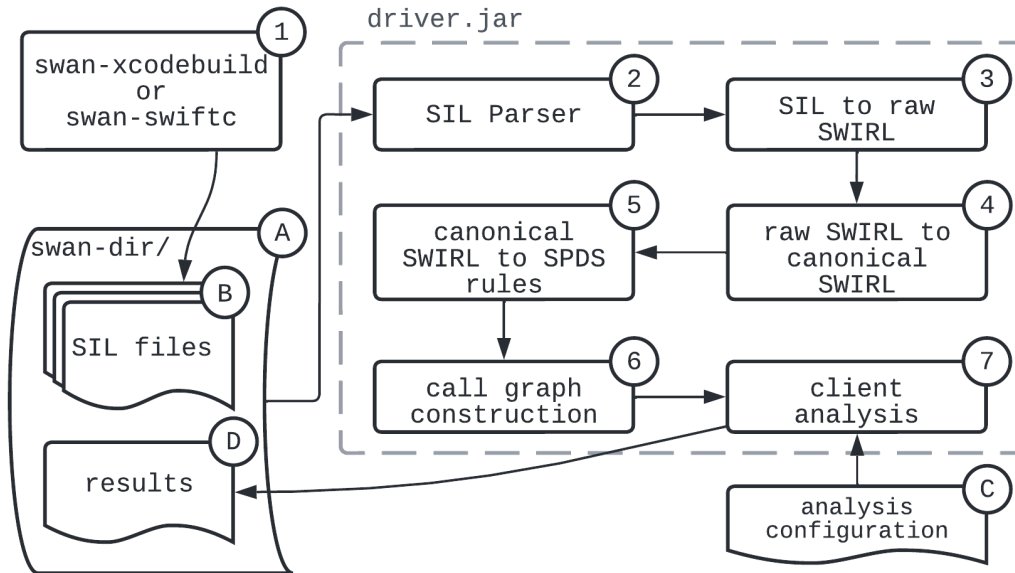 driver.jar
1
swan-xcodebuild
or
swan-swiftc
2
SIL Parser
3
SIL to raw
SWIRL
A
swan-dir/
B
SIL files
5
canonical
SWIRL to SPDS
rules
4
raw SWIRL to
canonical
SWIRL
6
call graph
construction
7
client
analysis
D
results
C
analysis
configuration